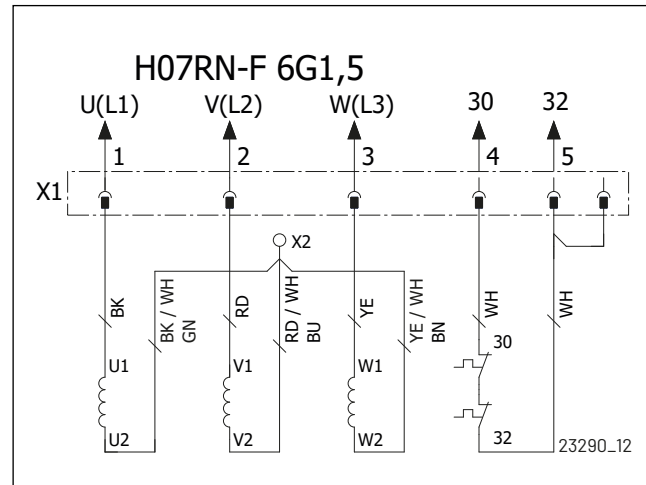 H07RN-F 6G1,5
U(L1) V(L2) W(L3) 30 32
1 2 3 4 5
X1
X2
BK
BK / WH
GN
RD
RD / WH
BU
YE
YE / WH
BN
WH
WH
30
U1 V1 W1
U2 V2 W2 32
23290_12